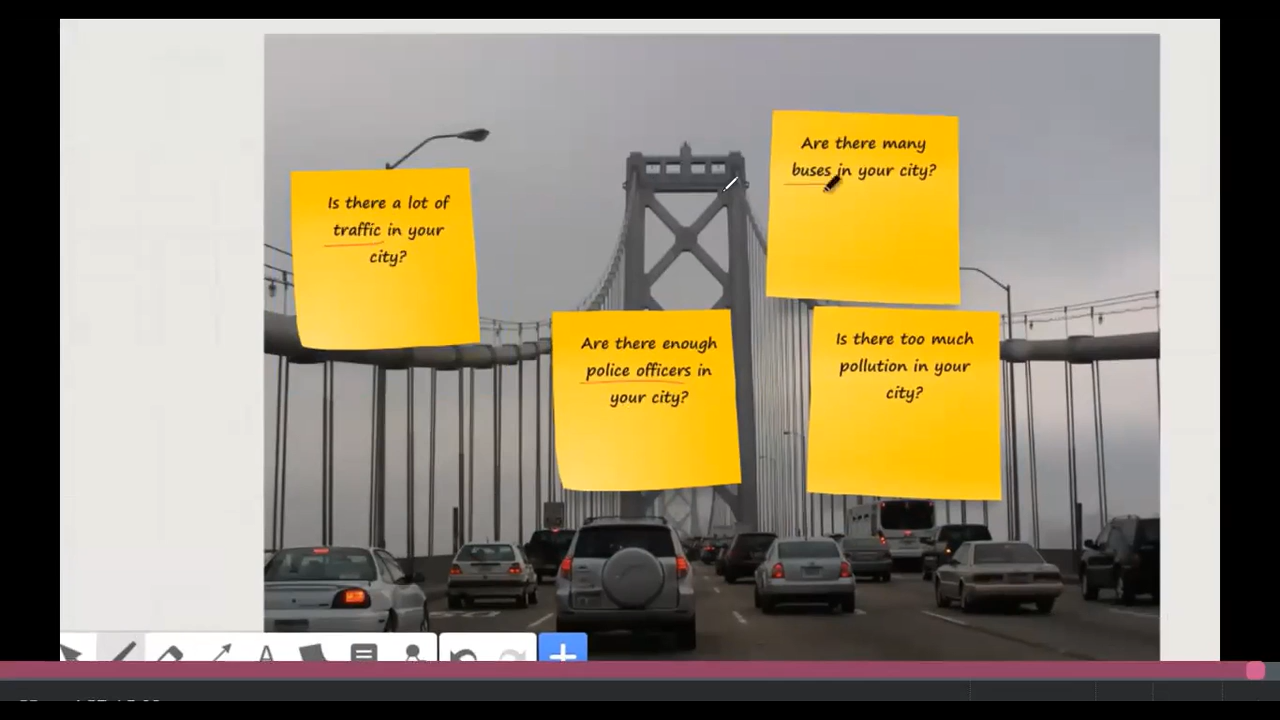 Is there a lot of
traffic in your
city?
Are there enough
police officers in
your city?
Are there many
buses in your city?
Is there too much
pollution in your
city?